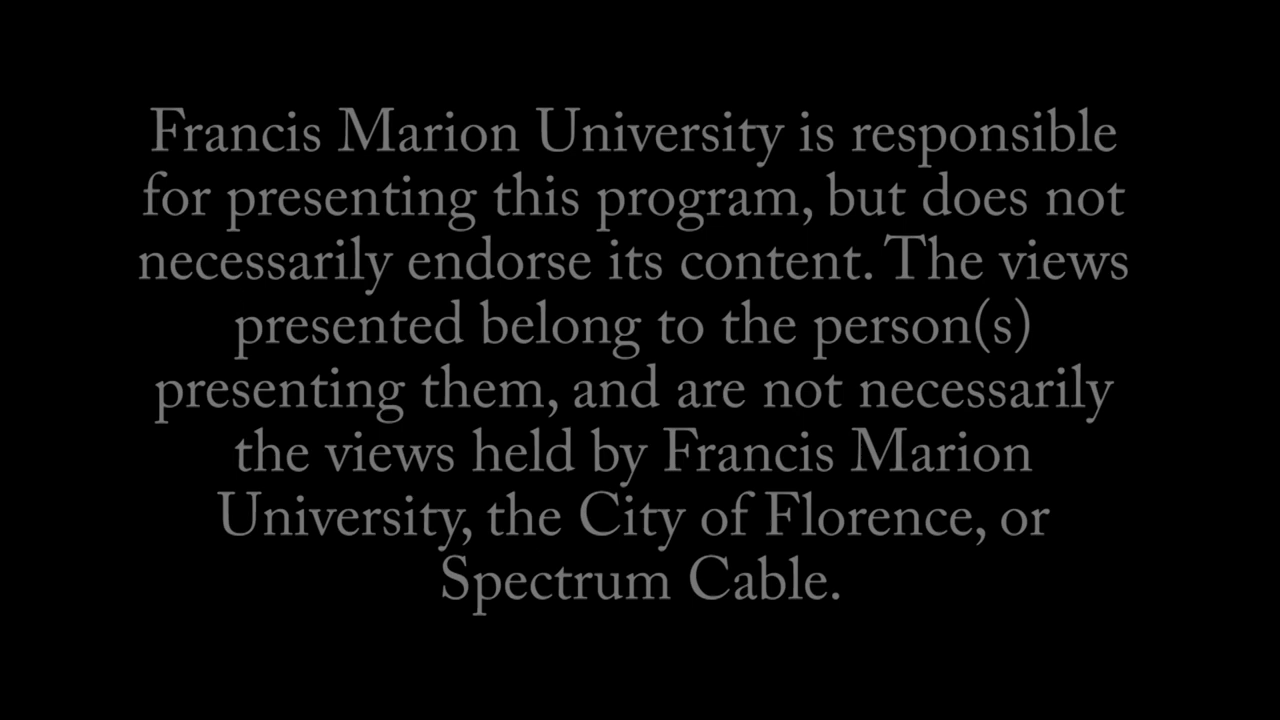 Francis Marion University is responsible
for presenting this program, but does not
necessarily endorse its content. The views
presented belong to the person(s)
presenting them, and are not necessarily
the views held by Francis Marion
University, the City of Florence, or
Spectrum Cable.